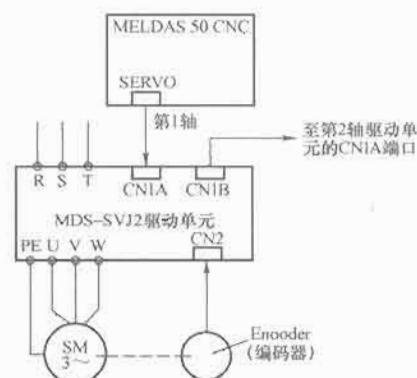 MELDAS 50 CNC
SERVO
第1轴
至第2轴驱动单
元的CN1A端口
R S T CN1A CN1B
MDS-SVJ2驱动单元
PE U V W CN2
SM
3~
Enooder
(编码器)